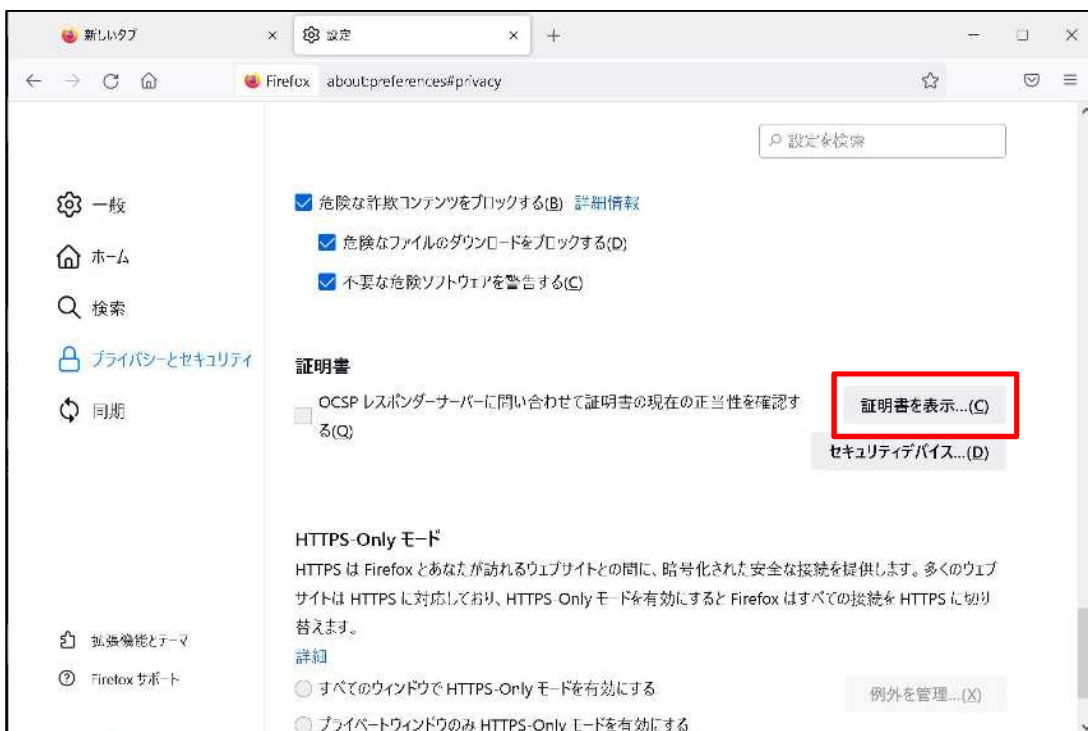 新しいタブ
設定
Firefox about:preferences#privacy
設定を検索
一般
ホーム
検索
プライバシーとセキュリティ
同期
拡張機能とテーマ
Firefox サポート
危険な詐欺コンテンツをブロックする(B) 詳細情報
危険なファイルのダウンロードをブロックする(D)
不要な危険ソフトウェアを警告する(C)
証明書
OCSP レスポンダーサーバーに問い合わせて証明書の現在の正当性を確認す
る(Q)
証明書を表示...(C)
セキュリティデバイス...(D)
HTTPS-Only モード
HTTPS は Firefox とあなたが訪れるウェブサイトとの間に、暗号化された安全な接続を提供します。多くのウェブ
サイトは HTTPS に対応しており、HTTPS-Only モードを有効にすると Firefox はすべての接続を HTTPS に切り
替えます。
詳細
すべてのウィンドウで HTTPS-Only モードを有効にする
例外を管理...(X)
プライベートウィンドウのみ HTTPS-Only モードを有効にする